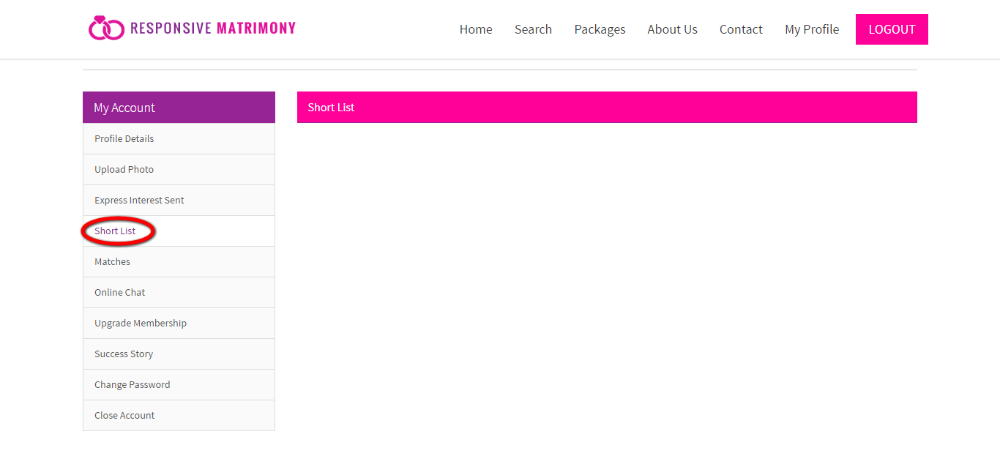 RESPONSIVE MATRIMONY
Home Search Packages About Us Contact My Profile LOGOUT
My Account
Profile Details
Upload Photo
Express Interest Sent
Short List
Matches
Online Chat
Upgrade Membership
Success Story
Change Password
Close Account
Short List